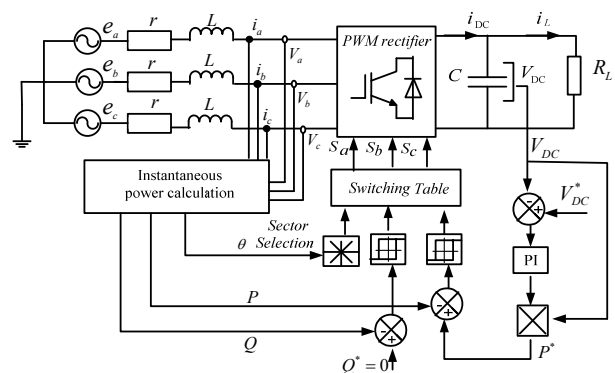 e_a r L i_a V_a PWM rectifier i_DC i_L
e_b r L i_b V_b C V_DC R_L
e_c r L i_c V_c S_a S_b S_c V_DC
Instantaneous
power calculation
Switching Table
V*_DC
Sector
Selection
θ
PI
P
Q
Q* = 0
P*
- + - + - +